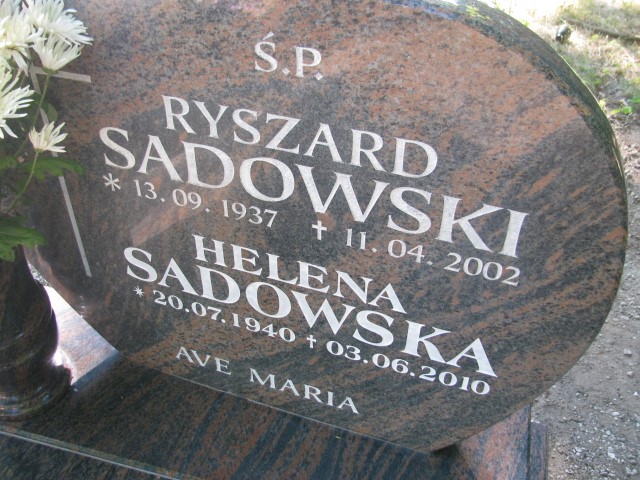 Ś.P.
RYSZARD
SADOWSKI
* 13.09.1937 ✝ 11.04.2002
HELENA
SADOWSKA
* 20.07.1940 ✝ 03.06.2010
AVE MARIA